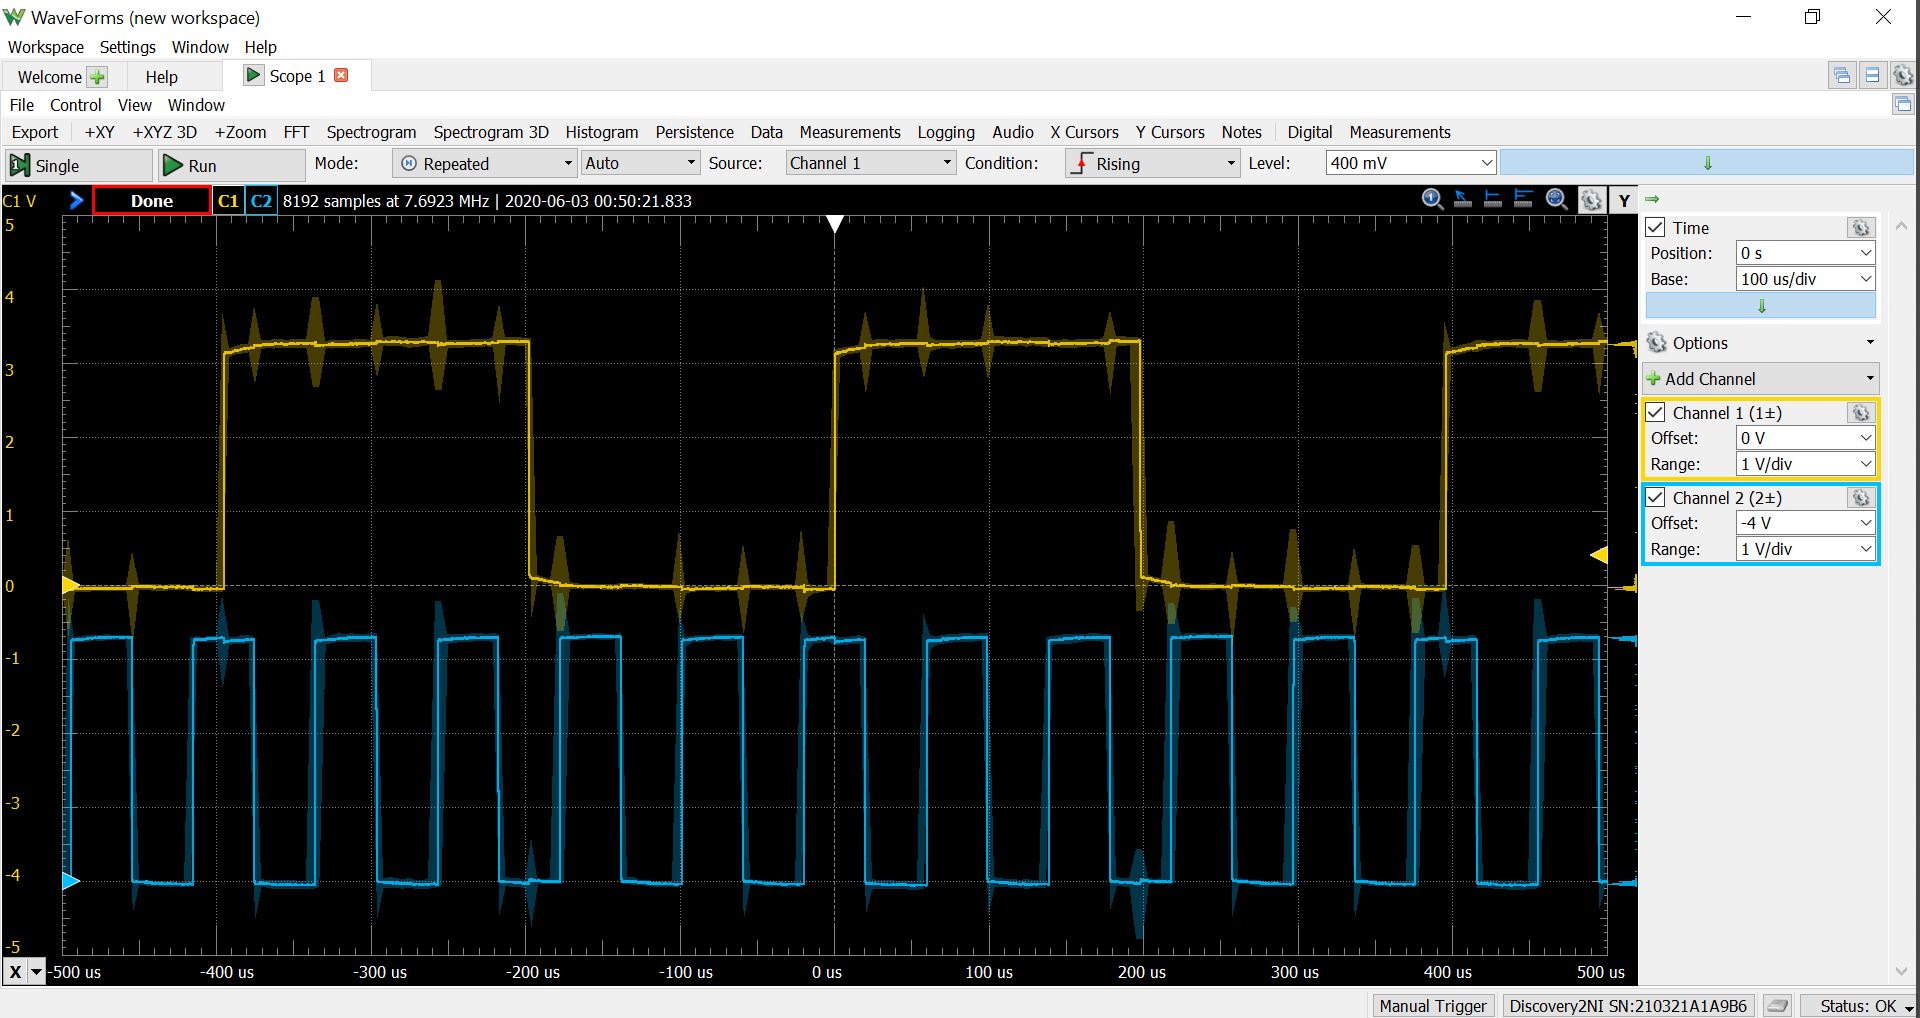 WaveForms (new workspace)
Workspace Settings Window Help
Welcome Help Scope 1
File Control View Window
Export +XY +XYZ 3D +Zoom FFT Spectrogram Spectrogram 3D Histogram Persistence Data Measurements Logging Audio X Cursors Y Cursors Notes Digital Measurements
Single Run Mode: Repeated Auto Source: Channel 1 Condition: Rising Level: 400 mV
C1 V Done C1 C2 8192 samples at 7.6923 MHz | 2020-06-03 00:50:21.833 Y
5
4
3
2
1
0
-1
-2
-3
-4
-5
X -500 us -400 us -300 us -200 us -100 us 0 us 100 us 200 us 300 us 400 us 500 us
Time
Position: 0 s
Base: 100 us/div
Options
Add Channel
Channel 1 (1±)
Offset: 0 V
Range: 1 V/div
Channel 2 (2±)
Offset: -4 V
Range: 1 V/div
Manual Trigger Discovery2NI SN:210321A1A9B6 Status: OK